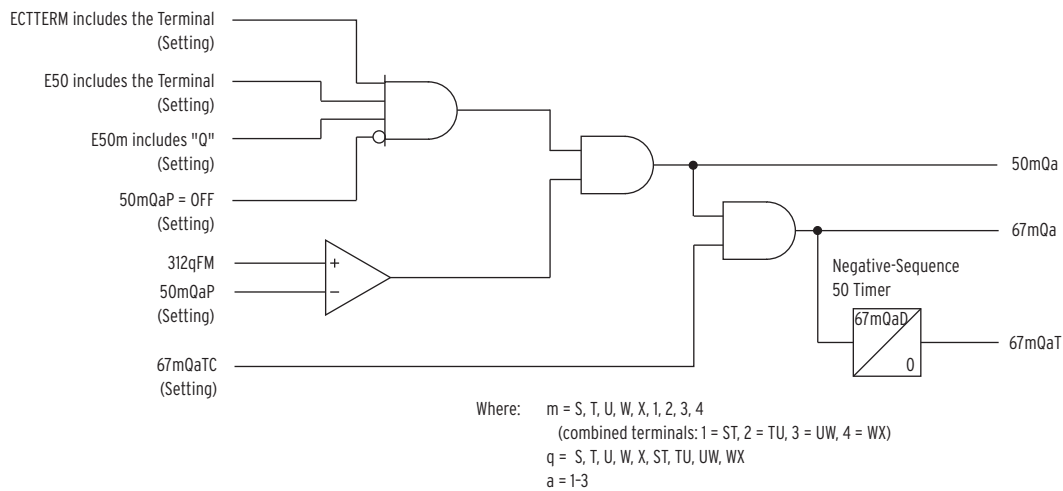 ECTTERM includes the Terminal
(Setting)
E50 includes the Terminal
(Setting)
E50m includes "Q"
(Setting)
50mQaP = OFF
(Setting)
312qFM
50mQaP
(Setting)
67mQaTC
(Setting)
+
–
50mQa
67mQa
Negative-Sequence
50 Timer
67mQaD
0
67mQaT
Where: m = S, T, U, W, X, 1, 2, 3, 4
(combined terminals: 1 = ST, 2 = TU, 3 = UW, 4 = WX)
q = S, T, U, W, X, ST, TU, UW, WX
a = 1–3